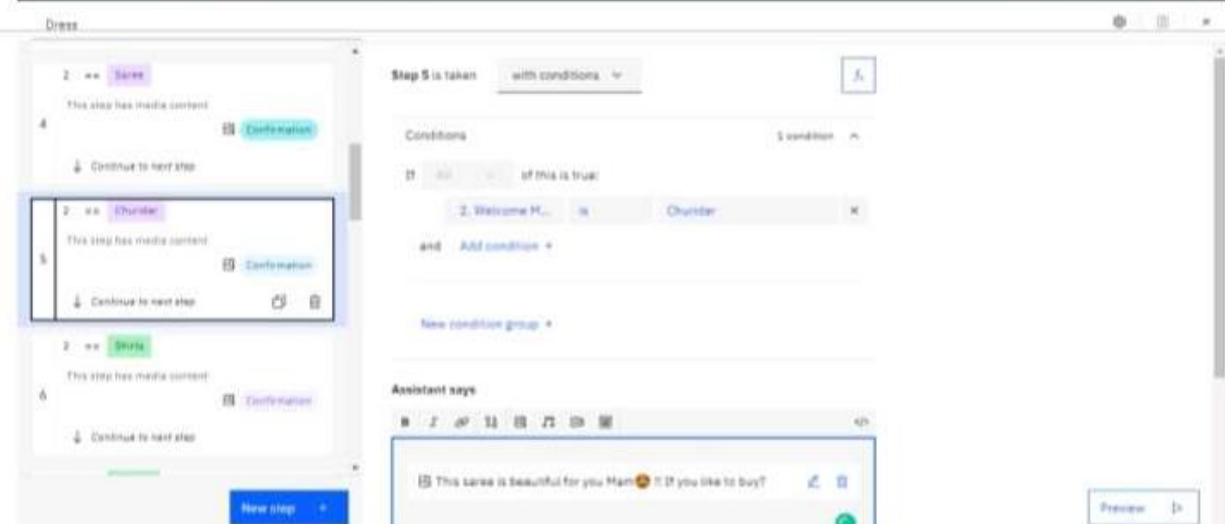 Dress
2 == Saree
This step has media content
4
Confirmation
Continue to next step
2 == Churidar
This step has media content
5
Confirmation
Continue to next step
2 == Shirts
This step has media content
6
Confirmation
Continue to next step
New step +
Step 5 is taken with conditions
fx
Conditions 1 condition
If All of this is true:
2. Welcome M... is Churidar ×
and Add condition +
New condition group +
Assistant says
B I </>
This saree is beautiful for you Mam🤩 !! If you like to buy?
Preview